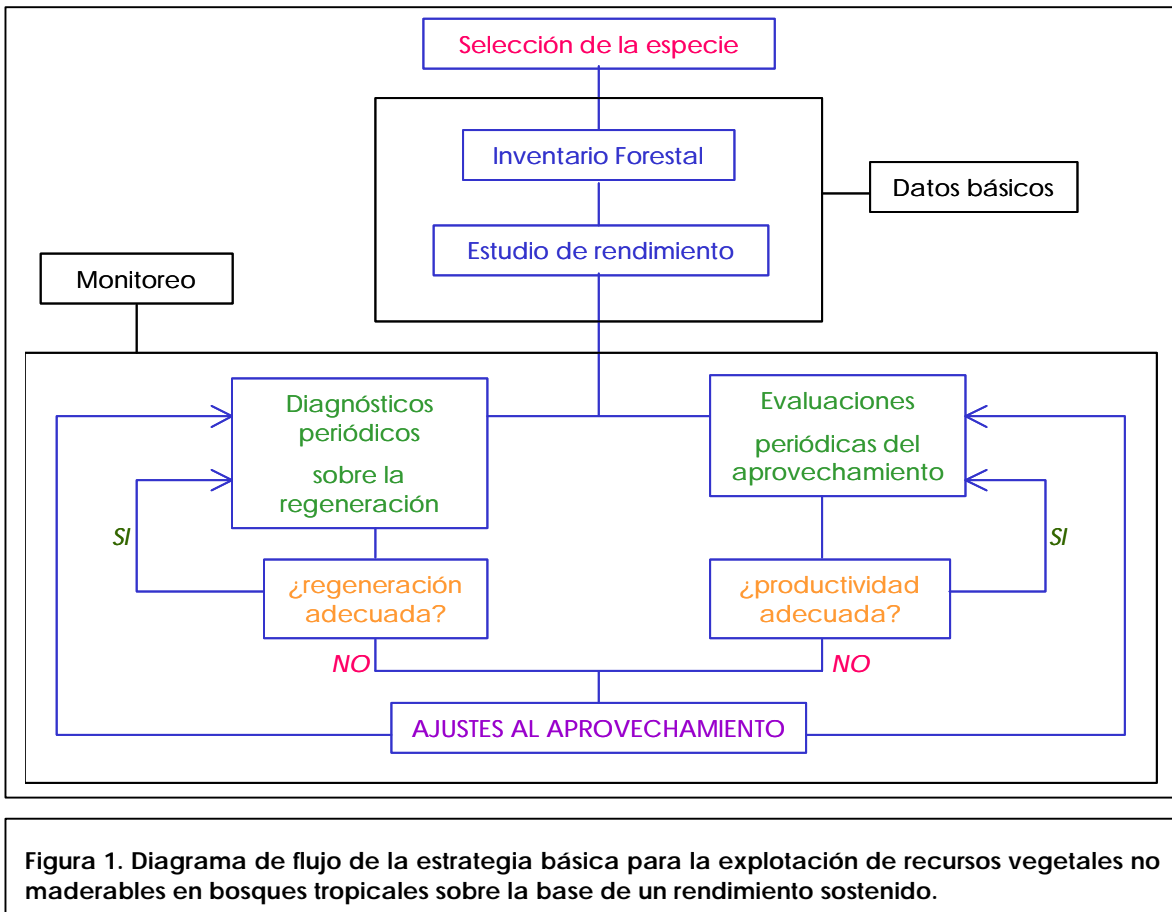 Selección de la especie
Inventario Forestal
Datos básicos
Estudio de rendimiento
Monitoreo
Diagnósticos
periódicos
sobre la
regeneración
Evaluaciones
periódicas del
aprovechamiento
SI
SI
¿regeneración
adecuada?
¿productividad
adecuada?
NO
NO
AJUSTES AL APROVECHAMIENTO
Figura 1. Diagrama de flujo de la estrategia básica para la explotación de recursos vegetales no
maderables en bosques tropicales sobre la base de un rendimiento sostenido.